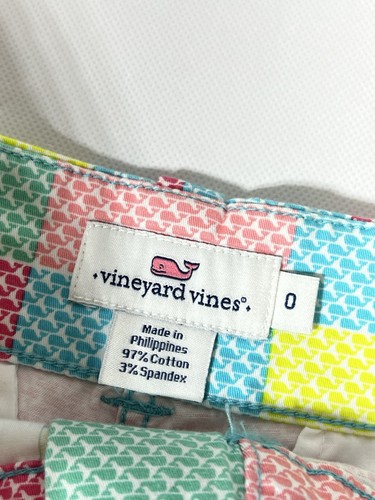 vineyard vines®
0
Made in
Philippines
97% Cotton
3% Spandex